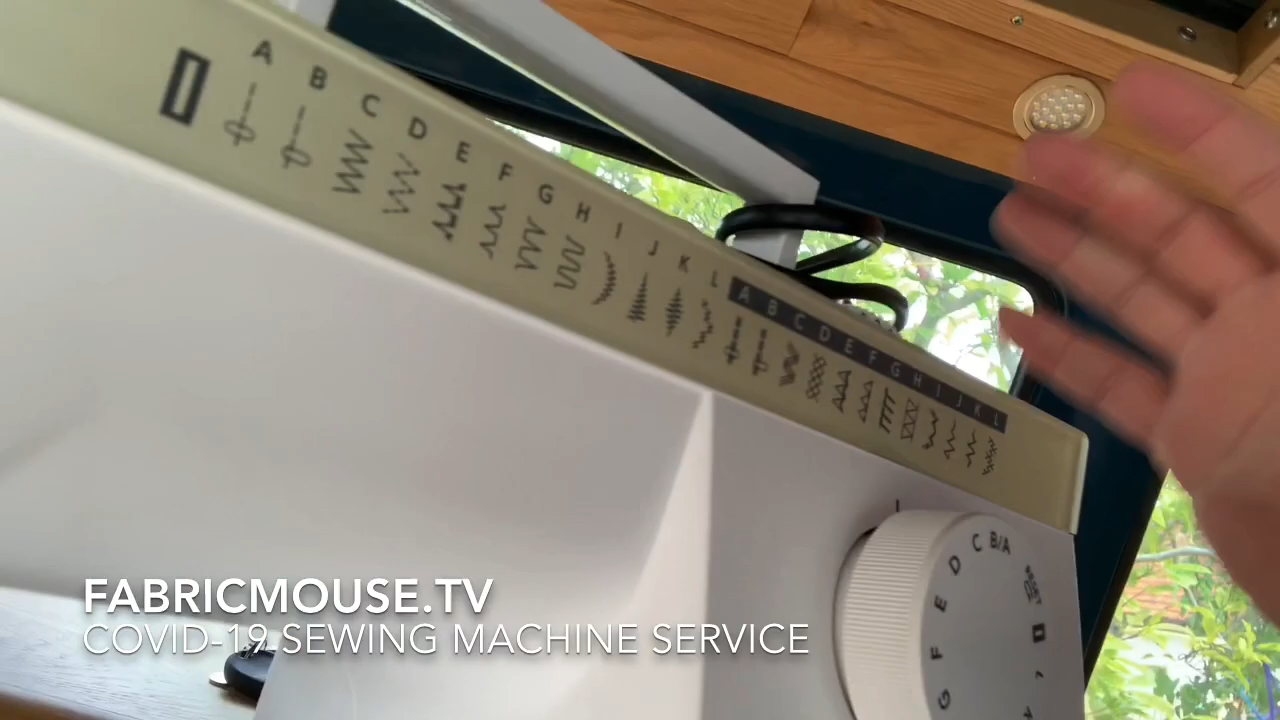 A B C D E F G H I J K L
A B C D E F G H I J K L
B/A
C
D
E
F
G
FABRICMOUSE.TV
COVID-19 SEWING MACHINE SERVICE